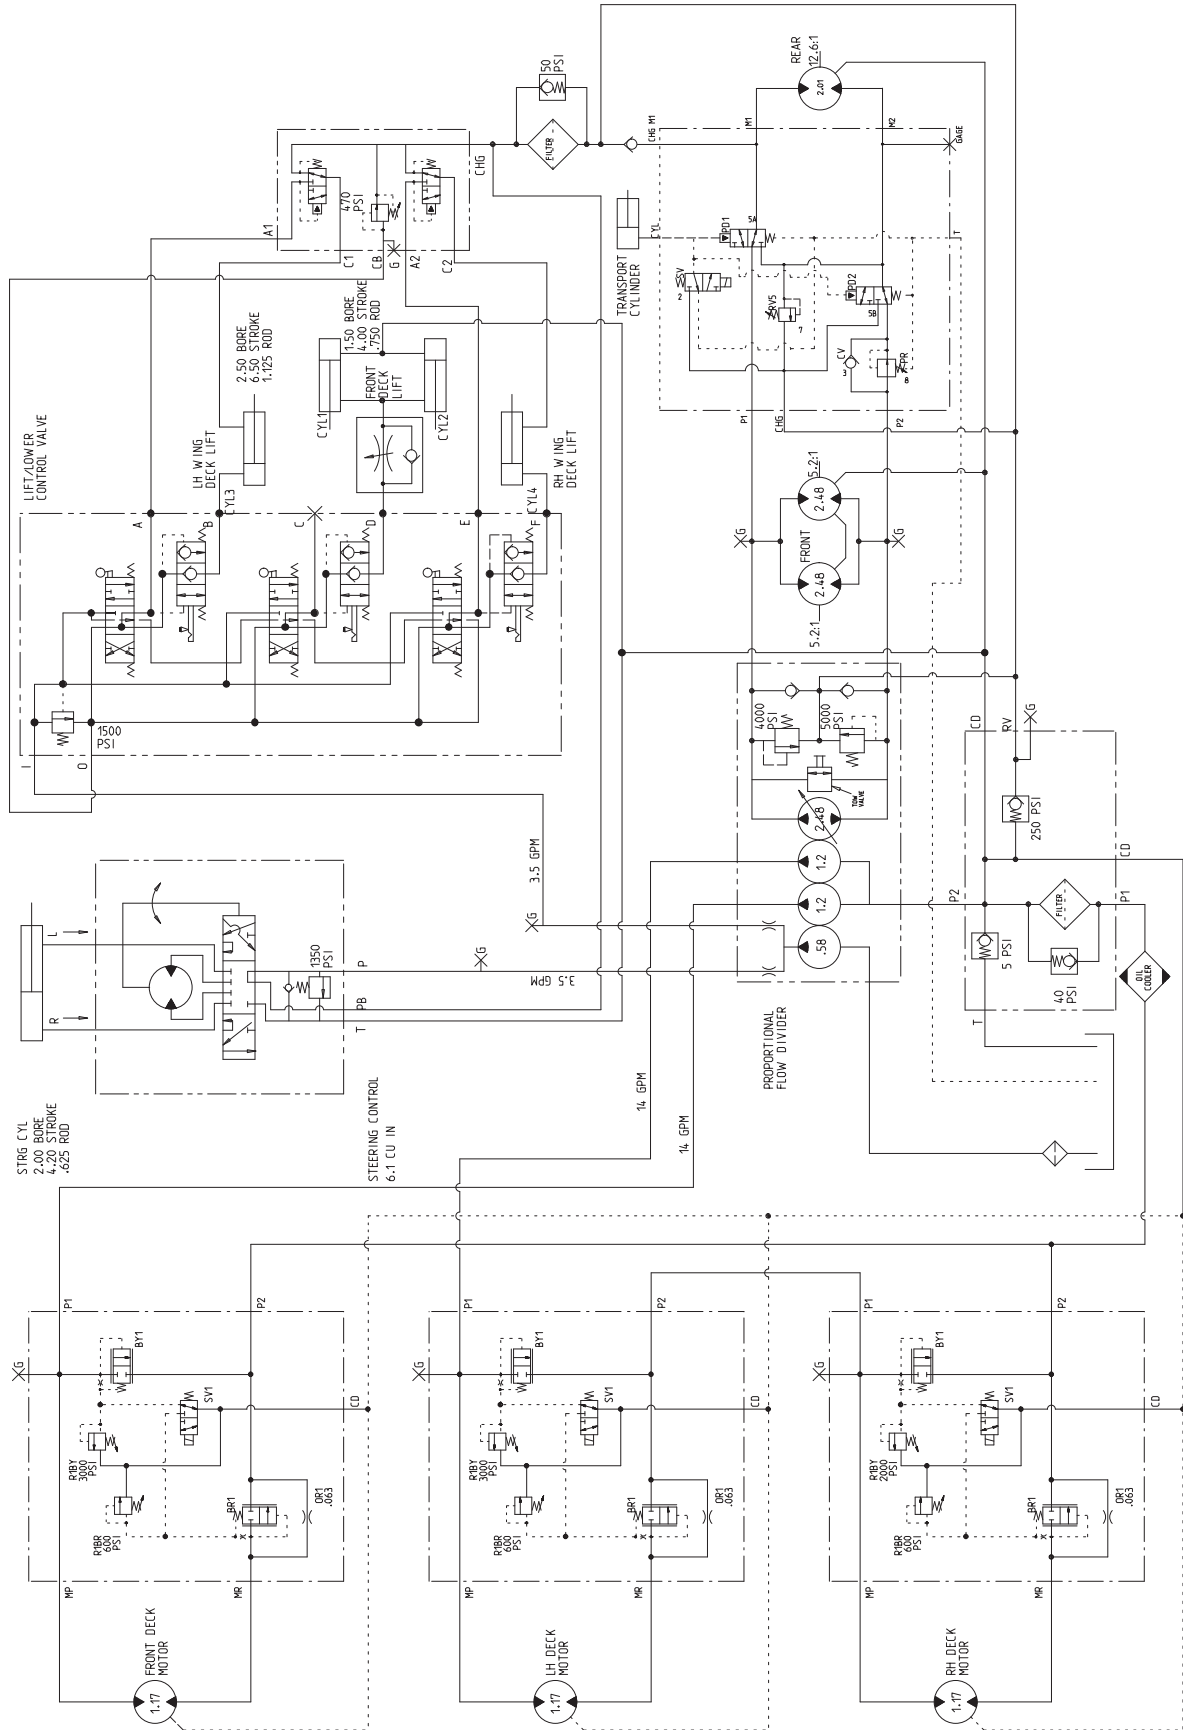 STRG CYL
2.00 BORE
4.20 STROKE
.625 ROD
R
L
STEERING CONTROL
6.1 CU IN
1350
PSI
T
PB
P
G
3.5 GPM
3.5 GPM
G
I
O
1500
PSI
LIFT/LOWER
CONTROL VALVE
A
B
C
D
E
F
CYL3
LH WING
DECK LIFT
2.50 BORE
6.50 STROKE
1.125 ROD
CYL1
FRONT
DECK
LIFT
1.50 BORE
4.00 STROKE
.750 ROD
CYL2
CYL4
RH WING
DECK LIFT
A1
C1
CB
G
A2
C2
470
PSI
CHG
50
PSI
FILTER
TRANSPORT
CYLINDER
CYL
CHG M1
M1
M2
REAR
12.6:1
2.01
GAGE
PD1
5A
SV
2
RV5
7
PD2
5B
CV
3
PR
8
T
P1
CHG
P2
G
FRONT
5.2:1
2.48
2.48
5.2:1
G
4000
PSI
5000
PSI
TOW
VALVE
2.48
1.2
1.2
.58
PROPORTIONAL
FLOW DIVIDER
14 GPM
14 GPM
CD
RV
G
250 PSI
CD
P2
P1
5 PSI
FILTER
40
PSI
T
OIL
COOLER
P1
P2
G
BY1
SV1
CD
R1BY
3000
PSI
R1BR
600
PSI
BR1
OR1
.063
MP
MR
FRONT DECK
MOTOR
1.17
P1
P2
G
BY1
SV1
CD
R1BY
3000
PSI
R1BR
600
PSI
BR1
OR1
.063
MP
MR
LH DECK
MOTOR
1.17
P1
P2
G
BY1
SV1
CD
R1BY
2000
PSI
R1BR
600
PSI
BR1
OR1
.063
MP
MR
RH DECK
MOTOR
1.17